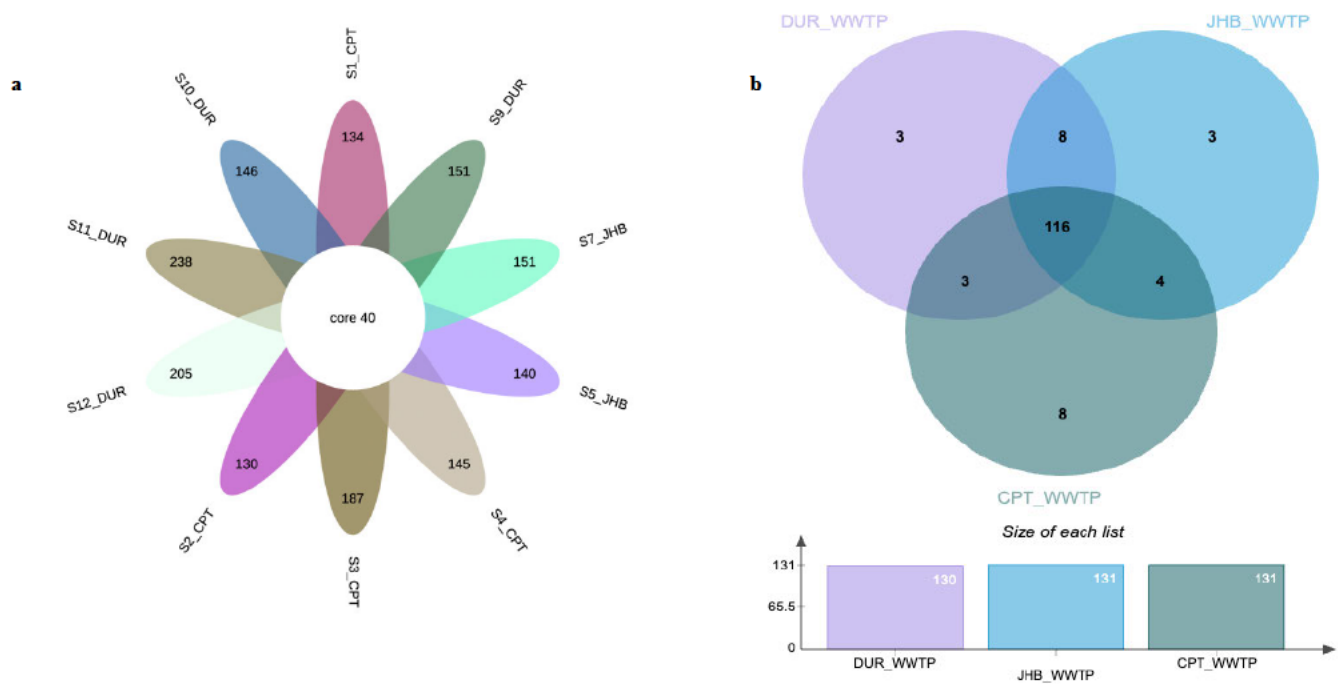 a
S1_CPT
134
S9_DUR
151
S7_JHB
151
S5_JHB
140
S4_CPT
145
S3_CPT
187
S2_CPT
130
S12_DUR
205
S11_DUR
238
S10_DUR
146
core 40
b
DUR_WWTP
JHB_WWTP
3
8
3
116
3
4
8
CPT_WWTP
Size of each list
131
65.5
0
130
131
131
DUR_WWTP
JHB_WWTP
CPT_WWTP